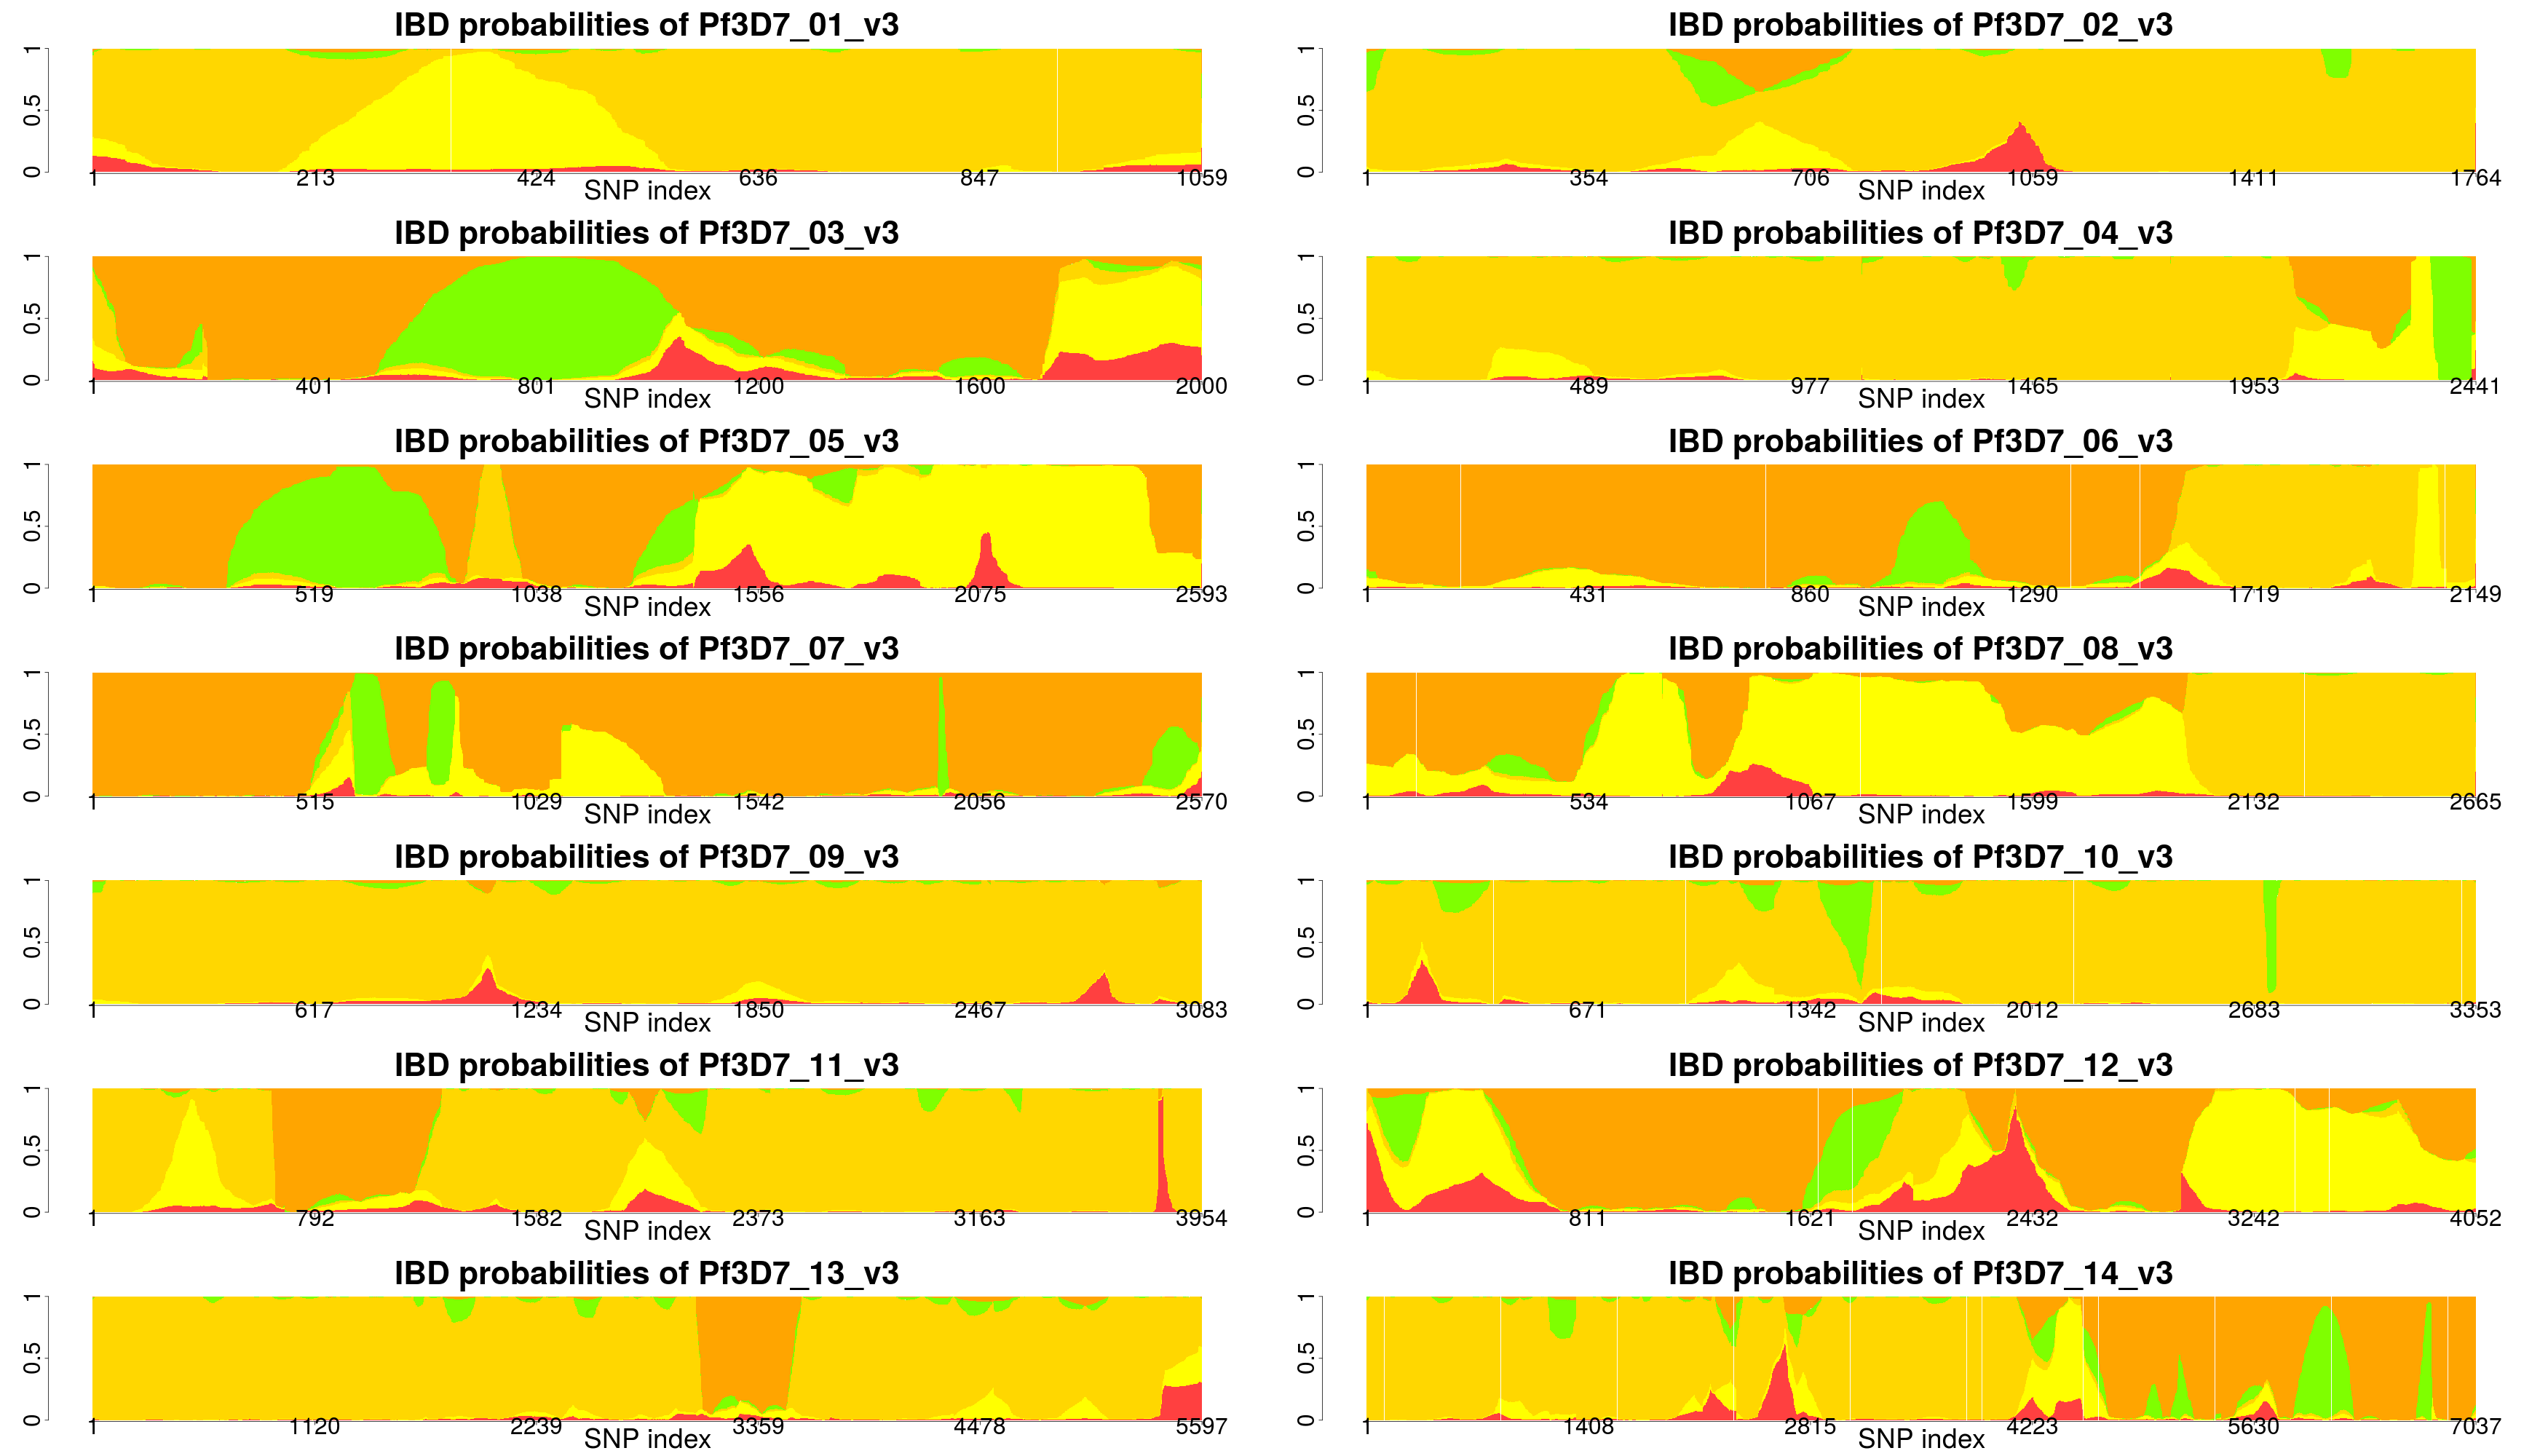 IBD probabilities of Pf3D7_01_v3
0 0.5 1
1 213 424 636 847 1059
SNP index
IBD probabilities of Pf3D7_02_v3
0 0.5 1
1 354 706 1059 1411 1764
SNP index
IBD probabilities of Pf3D7_03_v3
0 0.5 1
1 401 801 1200 1600 2000
SNP index
IBD probabilities of Pf3D7_04_v3
0 0.5 1
1 489 977 1465 1953 2441
SNP index
IBD probabilities of Pf3D7_05_v3
0 0.5 1
1 519 1038 1556 2075 2593
SNP index
IBD probabilities of Pf3D7_06_v3
0 0.5 1
1 431 860 1290 1719 2149
SNP index
IBD probabilities of Pf3D7_07_v3
0 0.5 1
1 515 1029 1542 2056 2570
SNP index
IBD probabilities of Pf3D7_08_v3
0 0.5 1
1 534 1067 1599 2132 2665
SNP index
IBD probabilities of Pf3D7_09_v3
0 0.5 1
1 617 1234 1850 2467 3083
SNP index
IBD probabilities of Pf3D7_10_v3
0 0.5 1
1 671 1342 2012 2683 3353
SNP index
IBD probabilities of Pf3D7_11_v3
0 0.5 1
1 792 1582 2373 3163 3954
SNP index
IBD probabilities of Pf3D7_12_v3
0 0.5 1
1 811 1621 2432 3242 4052
SNP index
IBD probabilities of Pf3D7_13_v3
0 0.5 1
1 1120 2239 3359 4478 5597
SNP index
IBD probabilities of Pf3D7_14_v3
0 0.5 1
1 1408 2815 4223 5630 7037
SNP index